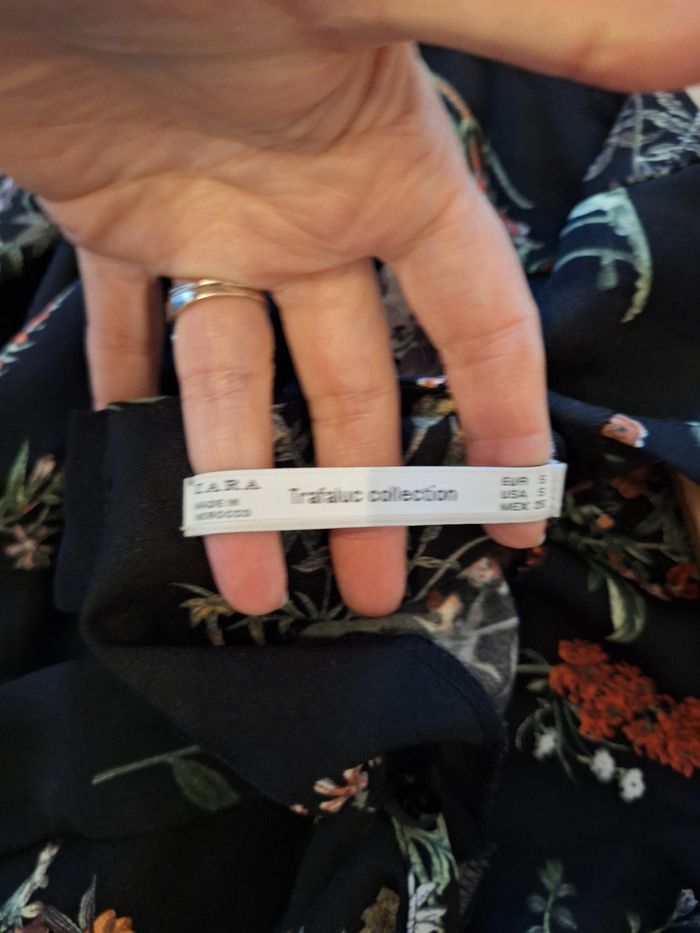 ZARA
MADE IN
MOROCCO
Trafaluc collection
EUR S
USA S
MEX 26